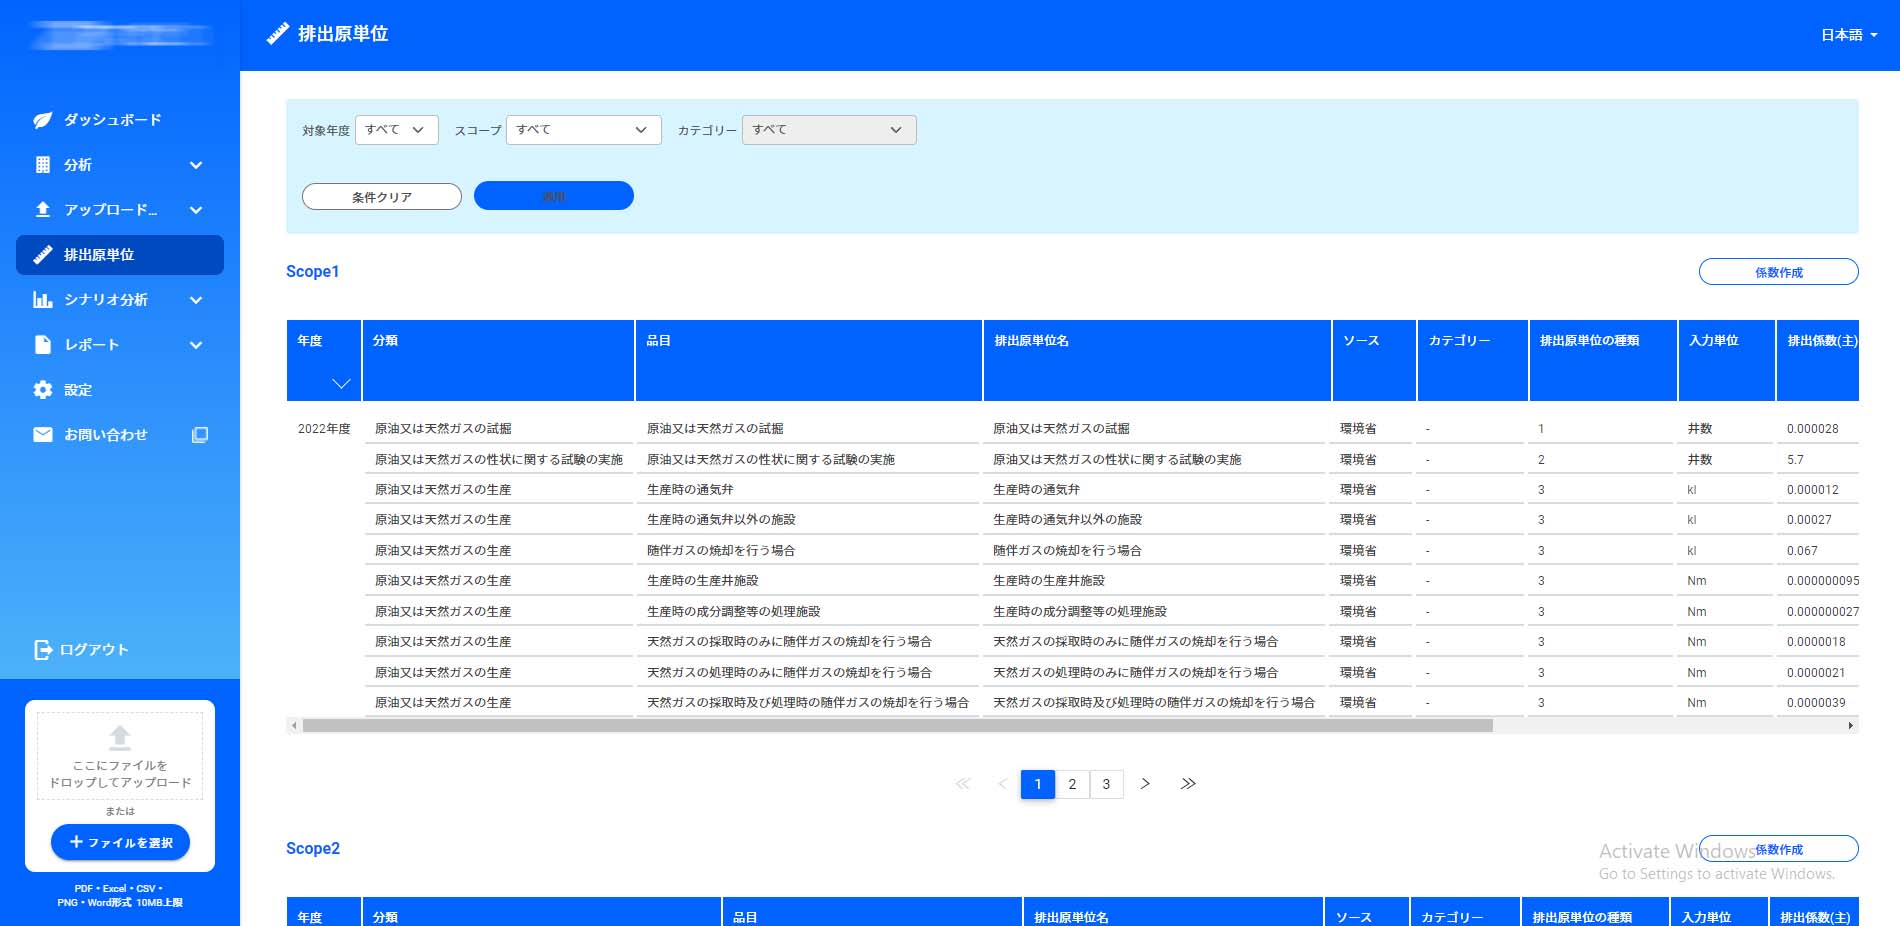 排出原単位
日本語
ダッシュボード
分析
アップロード...
排出原単位
シナリオ分析
レポート
設定
お問い合わせ
ログアウト
ここにファイルを
ドロップしてアップロード
または
ファイルを選択
PDF・Excel・CSV・
PNG・Word形式 10MB上限
対象年度 すべて スコープ すべて カテゴリー すべて
条件クリア 適用
Scope1 係数作成
年度 分類 品目 排出原単位名 ソース カテゴリー 排出原単位の種類 入力単位 排出係数(主)
2022年度 原油又は天然ガスの試掘 原油又は天然ガスの試掘 原油又は天然ガスの試掘 環境省 - 1 井数 0.000028
原油又は天然ガスの性状に関する試験の実施 原油又は天然ガスの性状に関する試験の実施 原油又は天然ガスの性状に関する試験の実施 環境省 - 2 井数 5.7
原油又は天然ガスの生産 生産時の通気弁 生産時の通気弁 環境省 - 3 kl 0.000012
原油又は天然ガスの生産 生産時の通気弁以外の施設 生産時の通気弁以外の施設 環境省 - 3 kl 0.00027
原油又は天然ガスの生産 随伴ガスの焼却を行う場合 随伴ガスの焼却を行う場合 環境省 - 3 kl 0.067
原油又は天然ガスの生産 生産時の生産井施設 生産時の生産井施設 環境省 - 3 Nm 0.000000095
原油又は天然ガスの生産 生産時の成分調整等の処理施設 生産時の成分調整等の処理施設 環境省 - 3 Nm 0.000000027
原油又は天然ガスの生産 天然ガスの採取時のみに随伴ガスの焼却を行う場合 天然ガスの採取時のみに随伴ガスの焼却を行う場合 環境省 - 3 Nm 0.0000018
原油又は天然ガスの生産 天然ガスの処理時のみに随伴ガスの焼却を行う場合 天然ガスの処理時のみに随伴ガスの焼却を行う場合 環境省 - 3 Nm 0.0000021
原油又は天然ガスの生産 天然ガスの採取時及び処理時の随伴ガスの焼却を行う場合 天然ガスの採取時及び処理時の随伴ガスの焼却を行う場合 環境省 - 3 Nm 0.0000039
1 2 3
Scope2 係数作成
Activate Windows
Go to Settings to activate Windows.
年度 分類 品目 排出原単位名 ソース カテゴリー 排出原単位の種類 入力単位 排出係数(主)